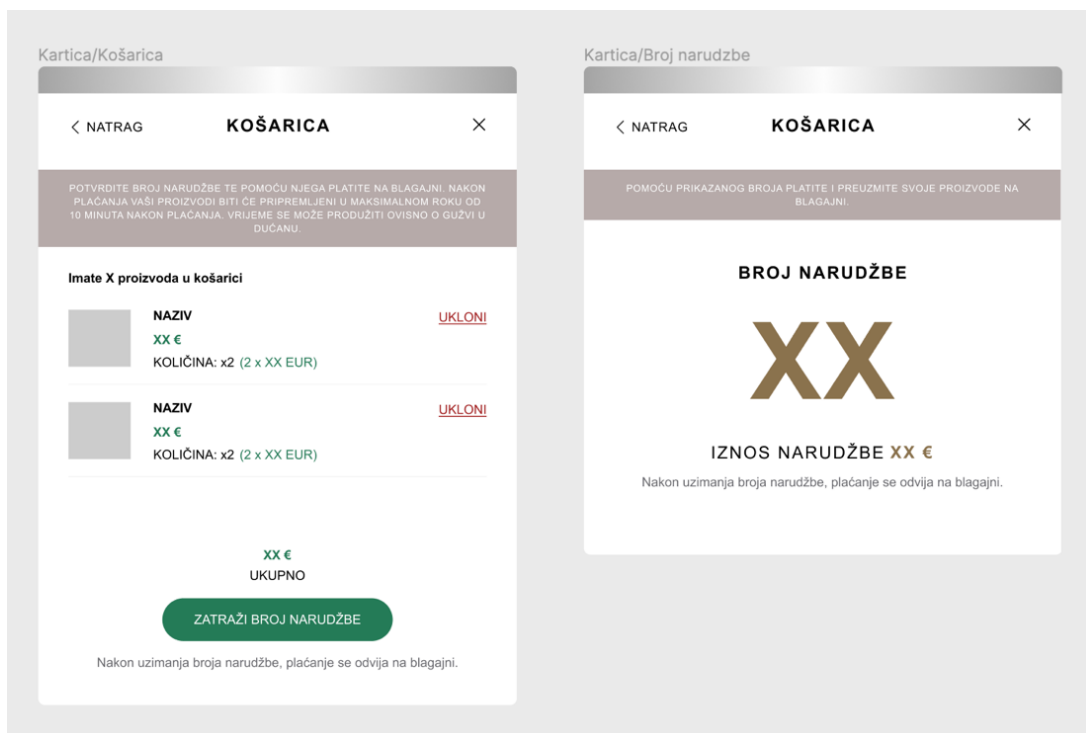 Kartica/Košarica
NATRAG
KOŠARICA
POTVRDITE BROJ NARUDŽBE TE POMOĆU NJEGA PLATITE NA BLAGAJNI. NAKON
PLAČANJA VAŠI PROIZVODI BITI ĆE PRIPREMLJENI U MAKSIMALNOM ROKU OD
10 MINUTA NAKON PLAČANJA. VRIJEME SE MOŽE PRODUŽITI OVISNO O GUŽVI U
DUĆANU.
Imate X proizvoda u košarici
NAZIV
UKLONI
XX €
KOLIČINA: x2 (2 x XX EUR)
NAZIV
UKLONI
XX €
KOLIČINA: x2 (2 x XX EUR)
XX €
UKUPNO
ZATRAŽI BROJ NARUDŽBE
Nakon uzimanja broja narudžbe, plaćanje se odvija na blagajni.
Kartica/Broj narudzbe
NATRAG
KOŠARICA
POMOĆU PRIKAZANOG BROJA PLATITE I PREUZMITE SVOJE PROIZVODE NA
BLAGAJNI.
BROJ NARUDŽBE
XX
IZNOS NARUDŽBE XX €
Nakon uzimanja broja narudžbe, plaćanje se odvija na blagajni.